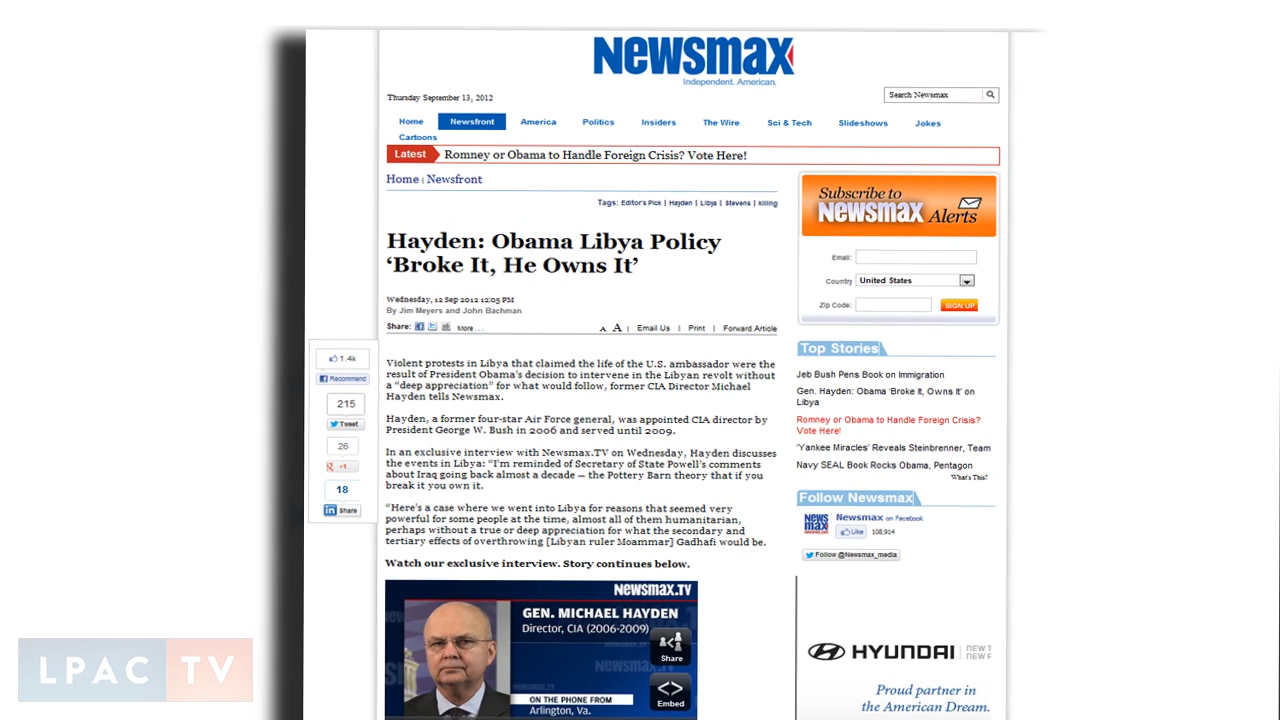 Newsmax
Independent. American.
Thursday September 13, 2012
Search Newsmax
Home Newsfront America Politics Insiders The Wire Sci & Tech Slideshows Jokes
Cartoons
Latest Romney or Obama to Handle Foreign Crisis? Vote Here!
Home | Newsfront
Tags: Editor's Pick | Hayden | Libya | Stevens | killing
Hayden: Obama Libya Policy
‘Broke It, He Owns It’
Wednesday, 12 Sep 2012 12:05 PM
By Jim Meyers and John Bachman
Share: More . . .
A A | Email Us | Print | Forward Article
Violent protests in Libya that claimed the life of the U.S. ambassador were the
result of President Obama's decision to intervene in the Libyan revolt without
a “deep appreciation” for what would follow, former CIA Director Michael
Hayden tells Newsmax.
Hayden, a former four-star Air Force general, was appointed CIA director by
President George W. Bush in 2006 and served until 2009.
In an exclusive interview with Newsmax.TV on Wednesday, Hayden discusses
the events in Libya: “I'm reminded of Secretary of State Powell's comments
about Iraq going back almost a decade — the Pottery Barn theory that if you
break it you own it.
“Here's a case where we went into Libya for reasons that seemed very
powerful for some people at the time, almost all of them humanitarian,
perhaps without a true or deep appreciation for what the secondary and
tertiary effects of overthrowing [Libyan ruler Moammar] Gadhafi would be.
Watch our exclusive interview. Story continues below.
Newsmax.TV
GEN. MICHAEL HAYDEN
Director, CIA (2006-2009)
ON THE PHONE FROM
Arlington, Va.
Share
Embed
1.4k
Recommend
215
Tweet
26
+1
18
Share
Subscribe to
Newsmax Alerts
Email:
Country United States
Zip Code: SIGN UP
Top Stories
Jeb Bush Pens Book on Immigration
Gen. Hayden: Obama 'Broke It, Owns It' on
Libya
Romney or Obama to Handle Foreign Crisis?
Vote Here!
'Yankee Miracles' Reveals Steinbrenner, Team
Navy SEAL Book Rocks Obama, Pentagon
What's This?
Follow Newsmax
NEWS
max
Newsmax on Facebook
Like 108,914
Follow @Newsmax_media
HYUNDAI
Proud partner in
the American Dream.
LPAC TV